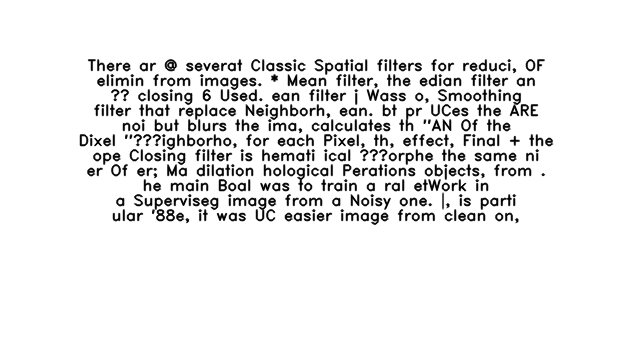 There ar @ severat Classic Spatial filters for reduci, OF
elimin from images. * Mean filter, the edian filter an
?? closing 6 Used. ean filter j Wass o, Smoothing
filter that replace Neighborh, ean. bt pr UCes the ARE
noi but blurs the ima, calculates th "AN Of the
Dixel "???ighborho, for each Pixel, th, effect, Final + the
ope Closing filter is hemati ical ???orphe the same ni
er Of er; Ma dilation hological Perations objects, from .
he main Boal was to train a ral etWork in
a Superviseg image from a Noisy one. |, is parti
ular '88e, it was UC easier image from clean on,